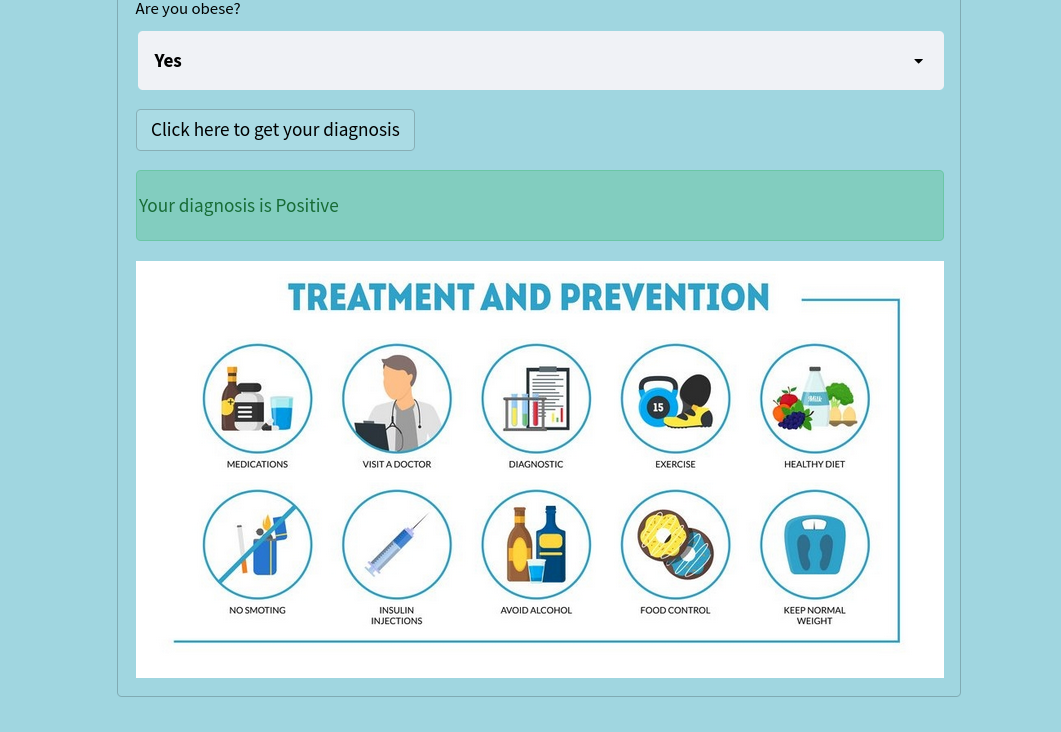 Are you obese?
Yes
Click here to get your diagnosis
Your diagnosis is Positive
TREATMENT AND PREVENTION
15
Milk
MEDICATIONS
VISIT A DOCTOR
DIAGNOSTIC
EXERCISE
HEALTHY DIET
NO SMOTING
INSULIN
INJECTIONS
AVOID ALCOHOL
FOOD CONTROL
KEEP NORMAL
WEIGHT